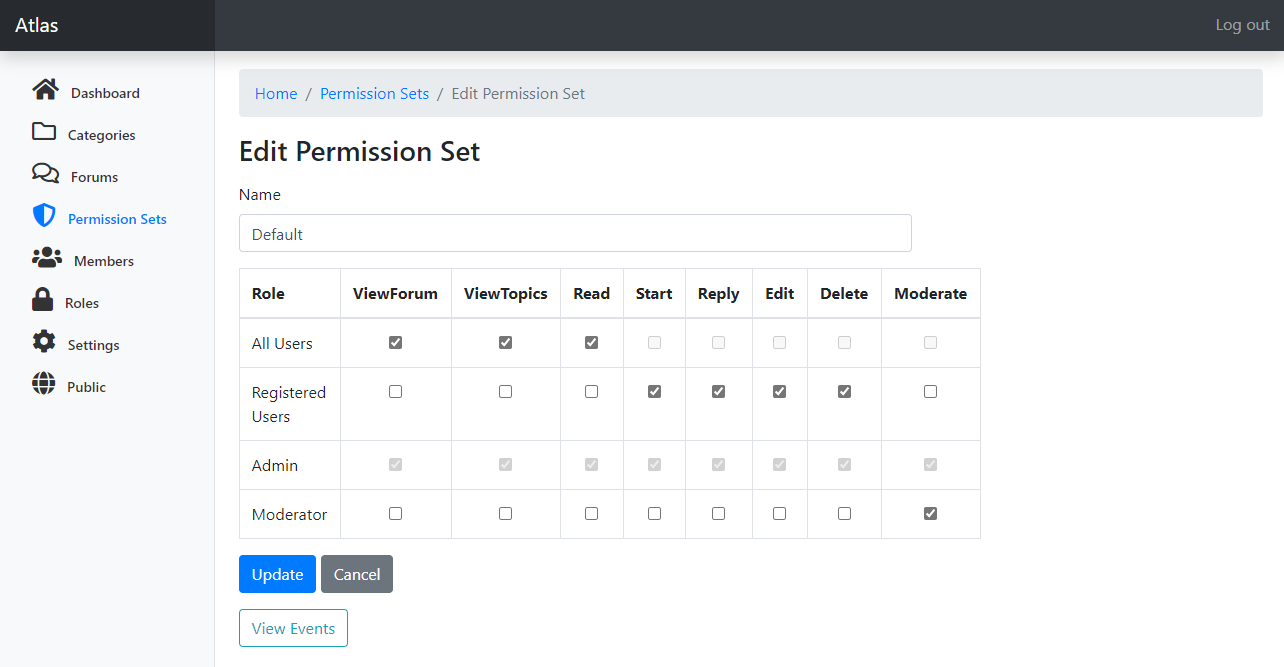 Atlas
Log out
Dashboard
Categories
Forums
Permission Sets
Members
Roles
Settings
Public
Home / Permission Sets / Edit Permission Set
Edit Permission Set
Name
Default
Role ViewForum ViewTopics Read Start Reply Edit Delete Moderate
All Users
Registered
Users
Admin
Moderator
Update Cancel
View Events